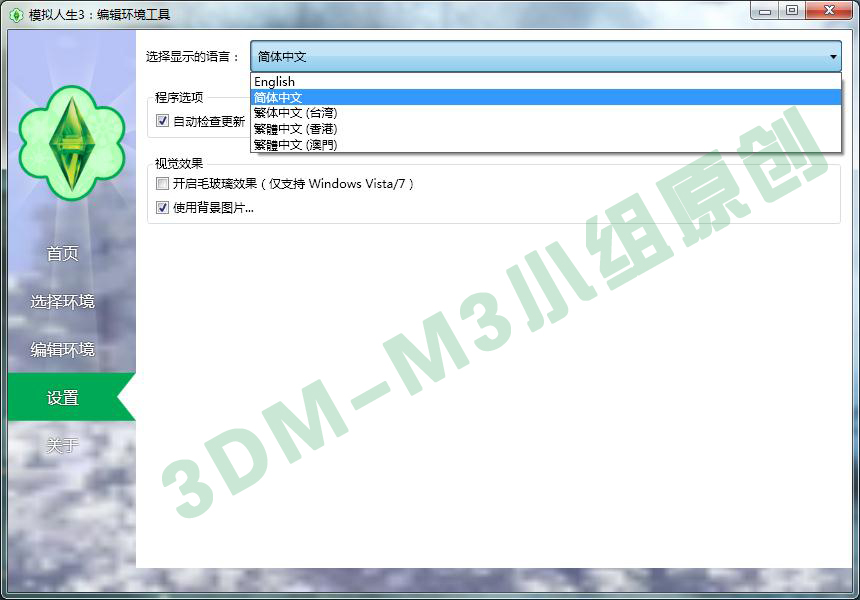 模拟人生3：编辑环境工具
选择显示的语言： 简体中文
English
简体中文
繁体中文 (台湾)
繁體中文 (香港)
繁體中文 (澳門)
程序选项
自动检查更新
视觉效果
开启毛玻璃效果（仅支持 Windows Vista/7）
使用背景图片...
首页
选择环境
编辑环境
设置
关于
3DM-M3小组原创